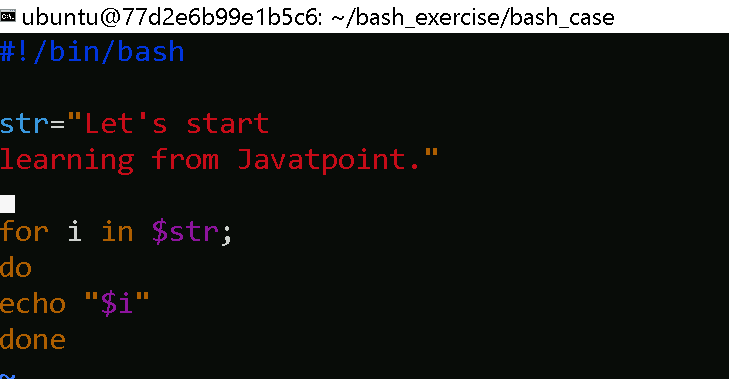 ubuntu@77d2e6b99e1b5c6: ~/bash_exercise/bash_case
#!/bin/bash
str="Let's start
learning from Javatpoint."
for i in $str;
do
echo "$i"
done
~